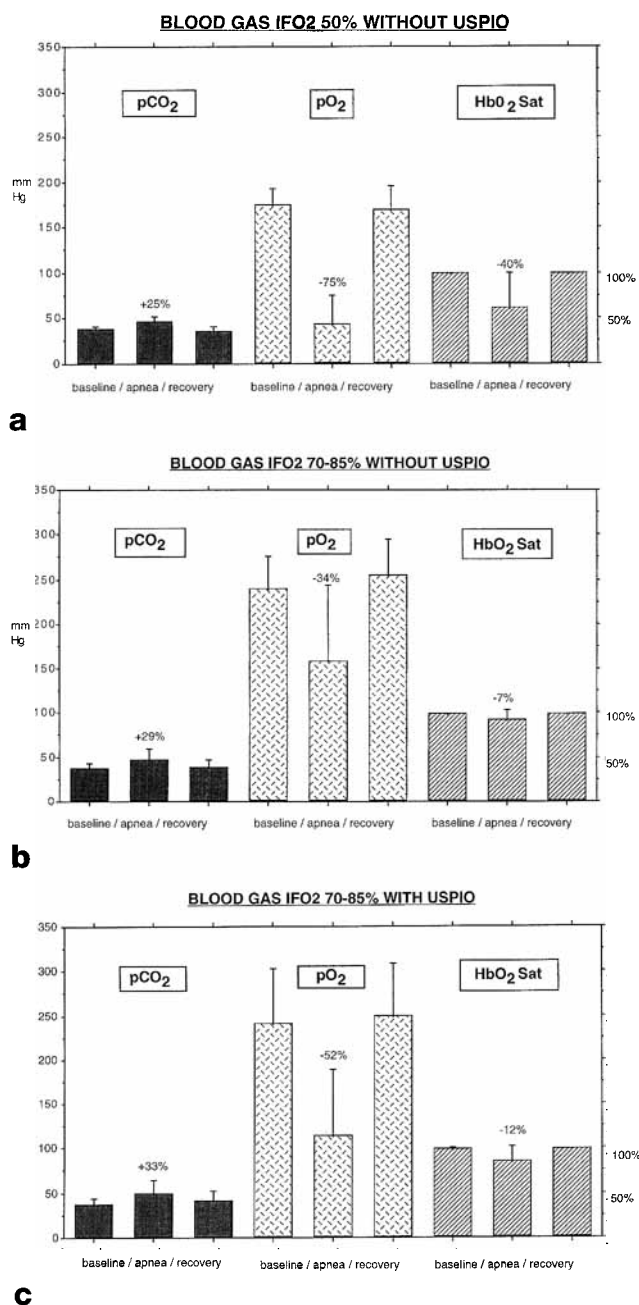 BLOOD GAS IFO2 50% WITHOUT USPIO
350
300
250
200
150
100
50
0
mm
Hg
pCO2
pO2
Hb02 Sat
+25%
-75%
-40%
100%
50%
baseline / apnea / recovery
baseline / apnea / recovery
baseline / apnea / recovery
a
BLOOD GAS IFO2 70-85% WITHOUT USPIO
350
300
250
200
150
100
50
0
mm
Hg
pCO2
pO2
HbO2 Sat
+29%
-34%
-7%
100%
50%
baseline / apnea / recovery
baseline / apnea / recovery
baseline / apnea / recovery
b
BLOOD GAS IFO2 70-85% WITH USPIO
350
300
250
200
150
100
50
0
pCO2
pO2
HbO2 Sat
+33%
-52%
-12%
100%
50%
baseline / apnea / recovery
baseline / apnea / recovery
baseline / apnea / recovery
c